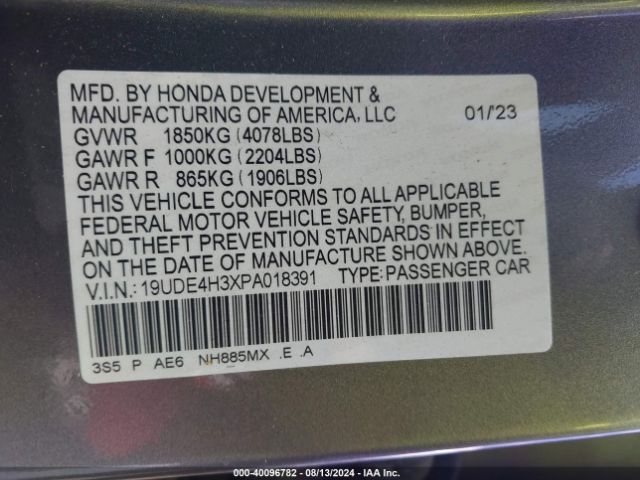 MFD. BY HONDA DEVELOPMENT &
MANUFACTURING OF AMERICA, LLC 01/'23
GVWR 1850KG (4078LBS)
GAWR F 1000KG (2204LBS)
GAWR R 865KG (1906LBS)
THIS VEHICLE CONFORMS TO ALL APPLICABLE
FEDERAL MOTOR VEHICLE SAFETY, BUMPER,
AND THEFT PREVENTION STANDARDS IN EFFECT
ON THE DATE OF MANUFACTURE SHOWN ABOVE.
V.I.N.: 19UDE4H3XPA018391 TYPE: PASSENGER CAR
3S5 P AE6 NH885MX .E .A
000-40096782 - 08/13/2024 - IAAI.COM